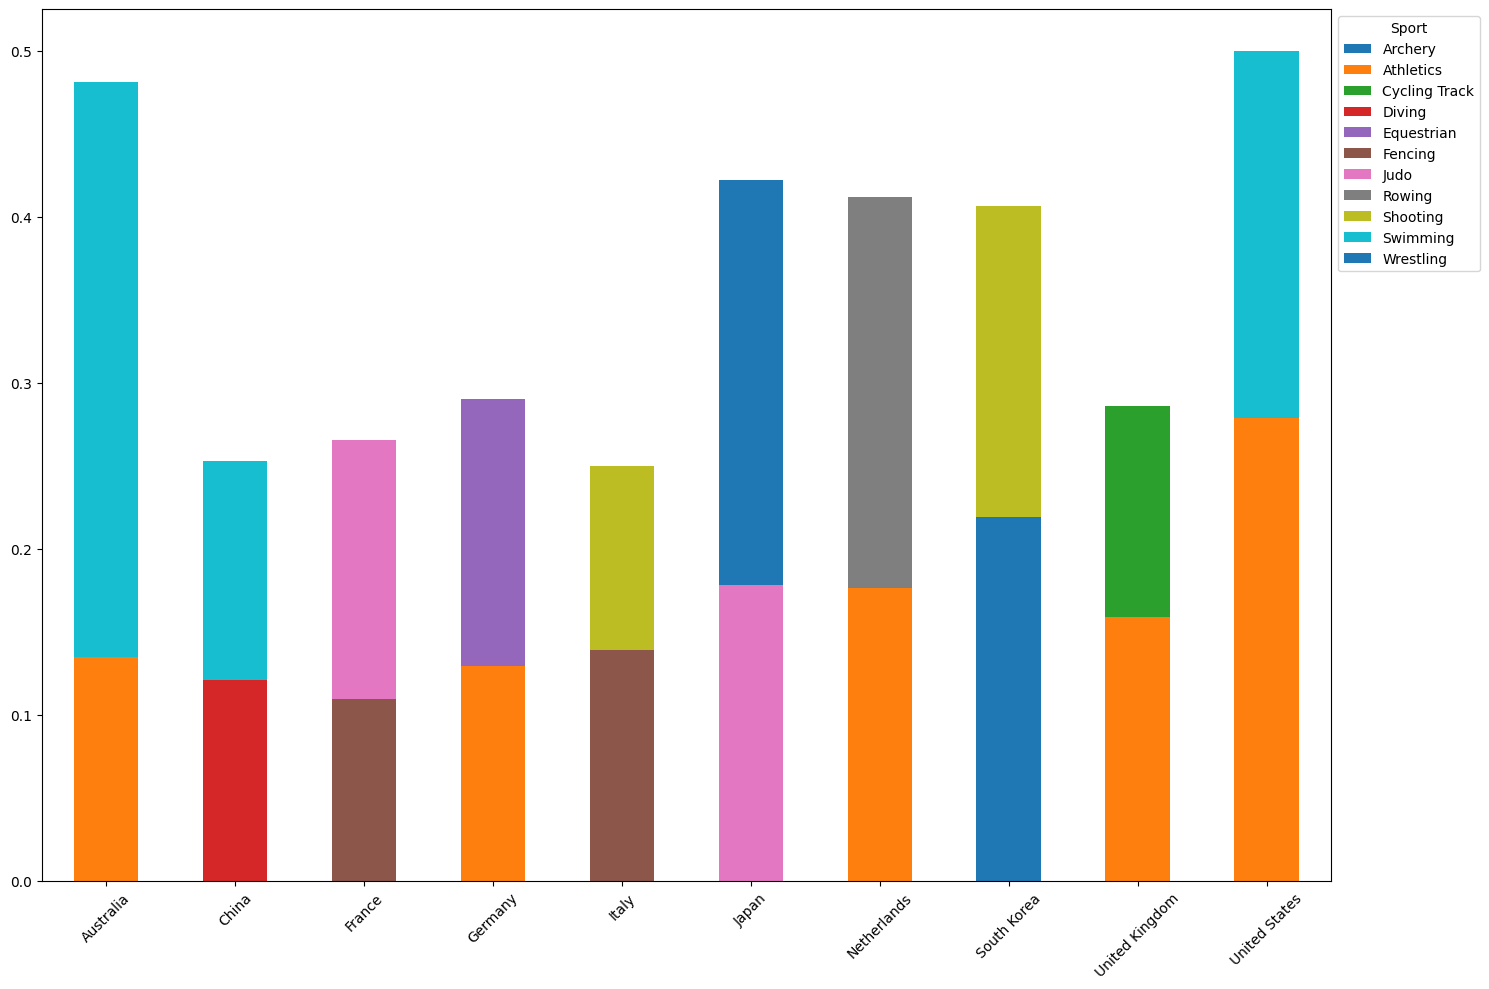 0.5
0.4
0.3
0.2
0.1
0.0
Australia
China
France
Germany
Italy
Japan
Netherlands
South Korea
United Kingdom
United States
Sport
Archery
Athletics
Cycling Track
Diving
Equestrian
Fencing
Judo
Rowing
Shooting
Swimming
Wrestling